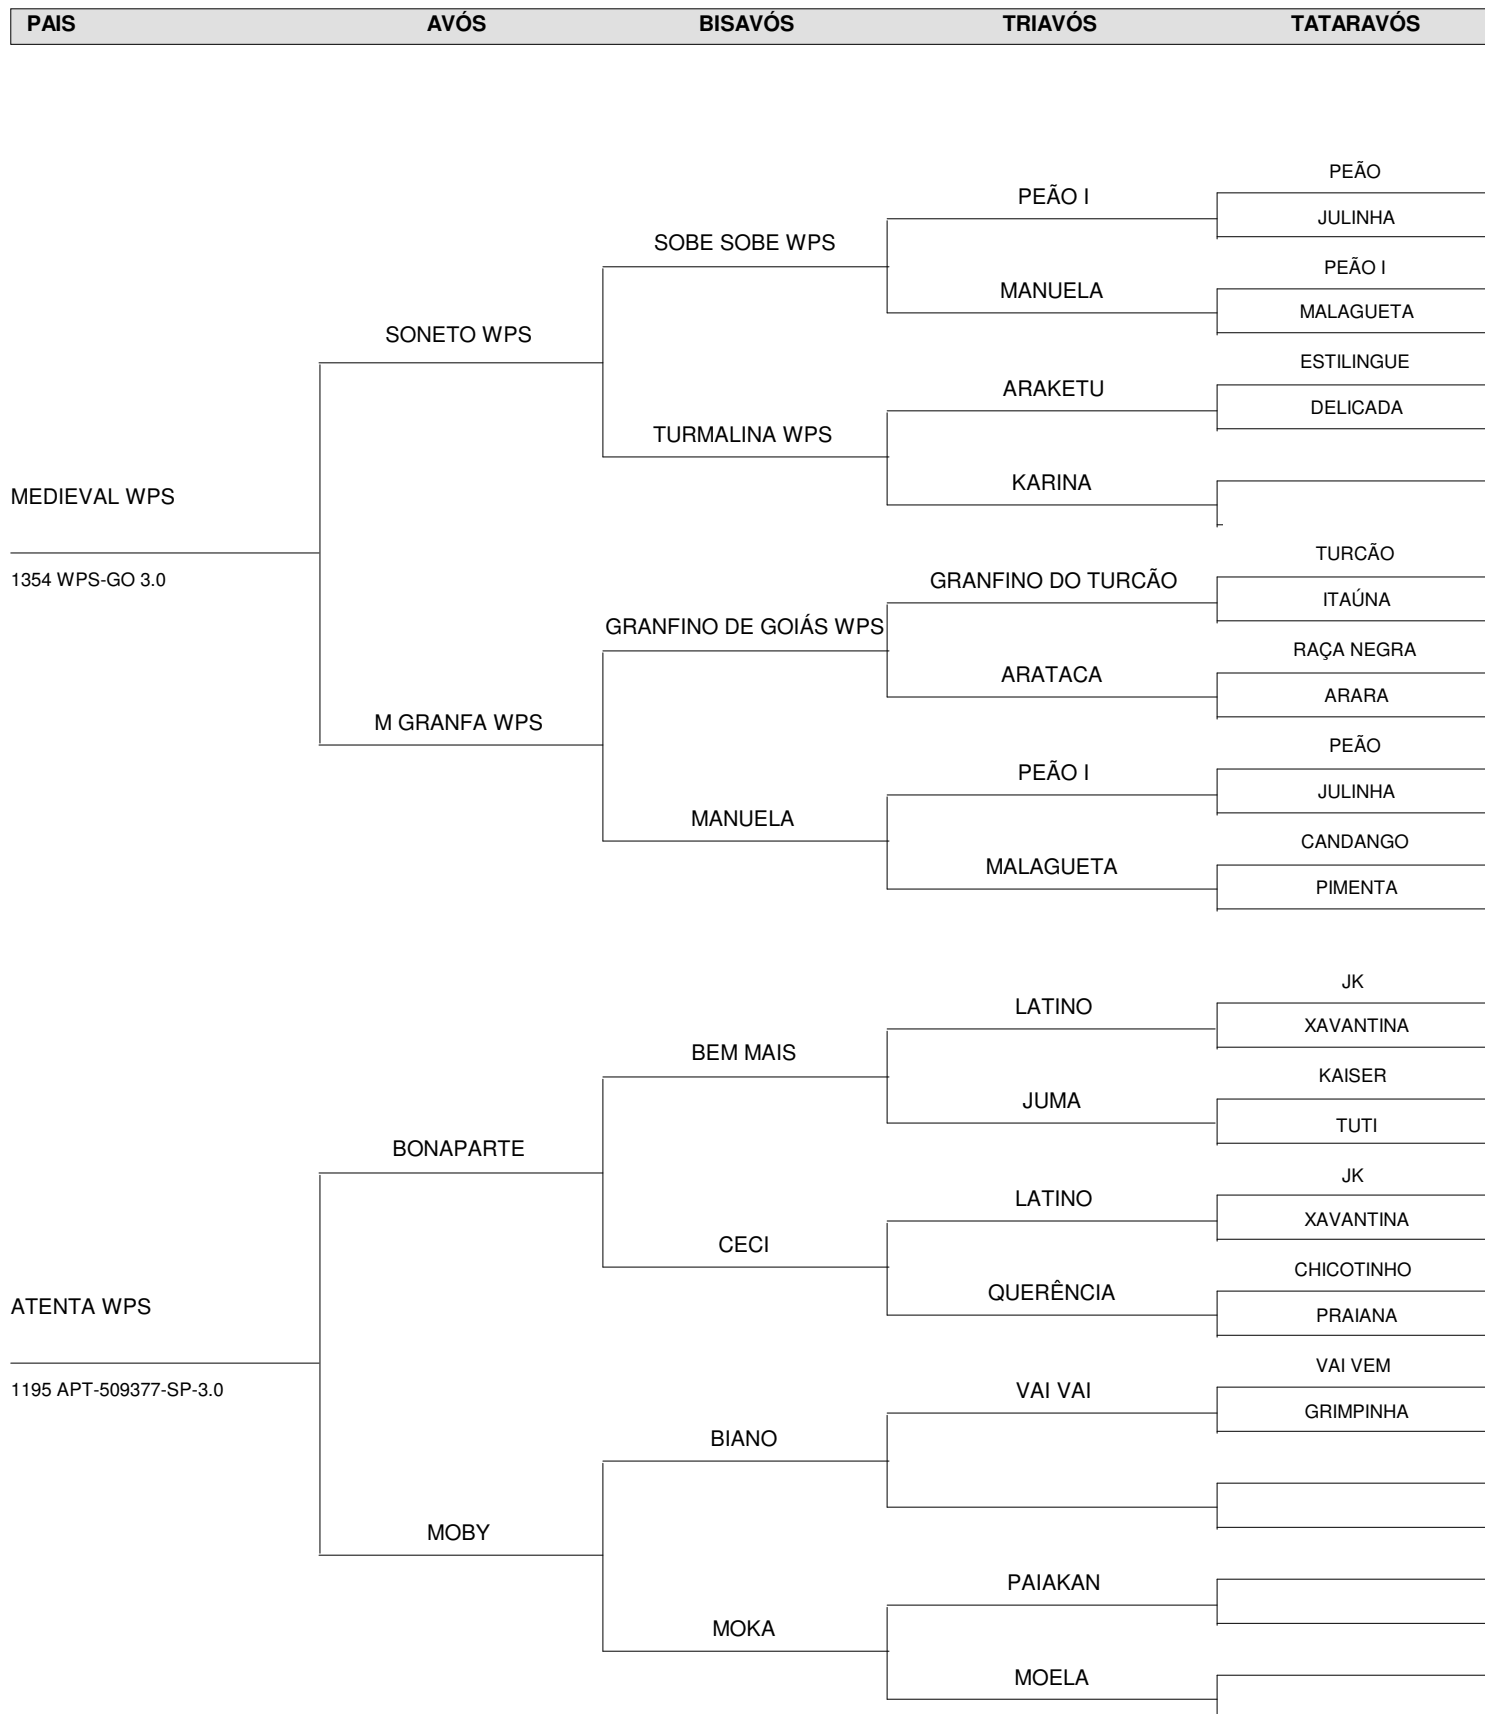 PAIS AVÓS BISAVÓS TRIAVÓS TATARAVÓS
PEÃO
PEÃO I
JULINHA
SOBE SOBE WPS
PEÃO I
MANUELA
MALAGUETA
SONETO WPS
ESTILINGUE
ARAKETU
DELICADA
TURMALINA WPS
KARINA
MEDIEVAL WPS
TURCÃO
1354 WPS-GO 3.0
GRANFINO DO TURCÃO
ITAÚNA
GRANFINO DE GOIÁS WPS
RAÇA NEGRA
ARATACA
ARARA
M GRANFA WPS
PEÃO
PEÃO I
JULINHA
MANUELA
CANDANGO
MALAGUETA
PIMENTA
JK
LATINO
XAVANTINA
BEM MAIS
KAISER
JUMA
TUTI
BONAPARTE
JK
LATINO
XAVANTINA
CECI
CHICOTINHO
QUERÊNCIA
ATENTA WPS
PRAIANA
VAI VEM
1195 APT-509377-SP-3.0
VAI VAI
GRIMPINHA
BIANO
MOBY
PAIAKAN
MOKA
MOELA